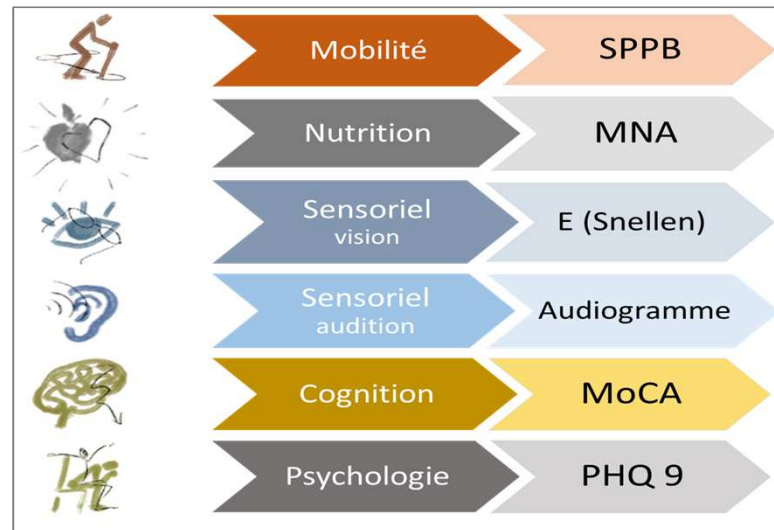 Mobilité SPPB
Nutrition MNA
Sensoriel
vision
E (Snellen)
Sensoriel
audition
Audiogramme
Cognition MoCA
Psychologie PHQ 9